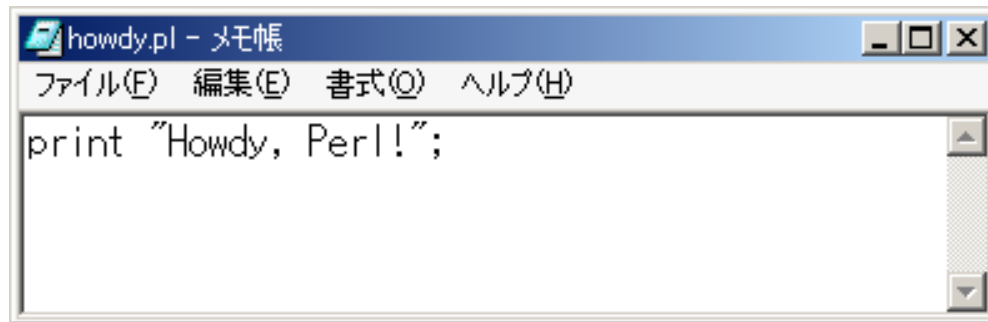 howdy.pl - メモ帳
ファイル(F) 編集(E) 書式(O) ヘルプ(H)
print "Howdy, Perl!";